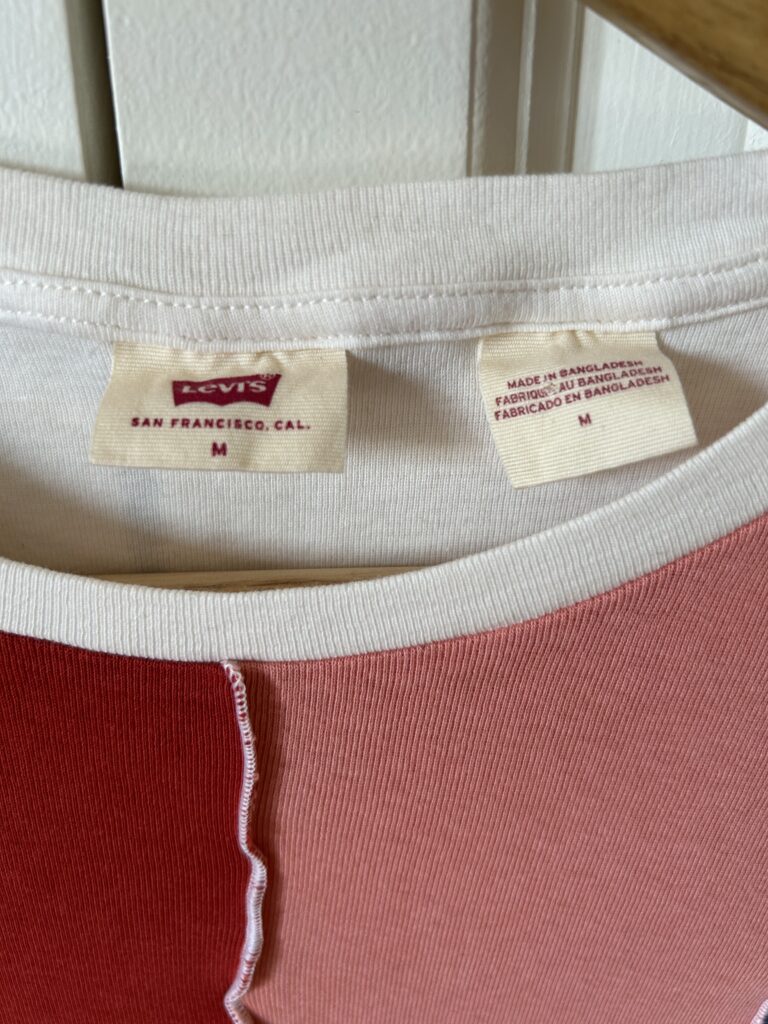 Levi's®
SAN FRANCISCO, CAL.
M
MADE IN BANGLADESH
FABRIQUÉ AU BANGLADESH
FABRICADO EN BANGLADESH
M